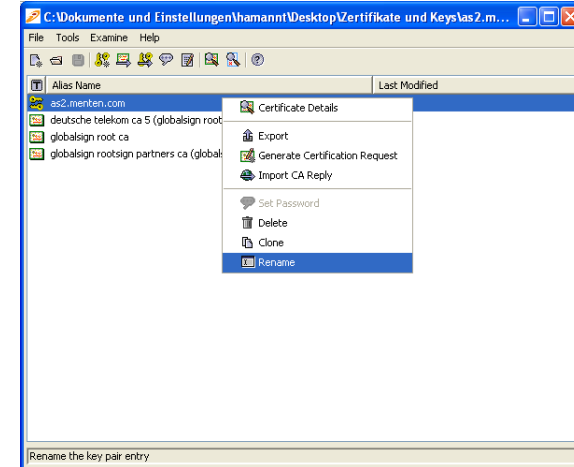 C:\Dokumente und Einstellungen\hamannt\Desktop\Zertifikate und Keys\as2.m...
File Tools Examine Help
Alias Name Last Modified
as2.menten.com
deutsche telekom ca 5 (globalsign root
globalsign root ca
globalsign rootsign partners ca (globals
Certificate Details
Export
Generate Certification Request
Import CA Reply
Set Password
Delete
Clone
Rename
Rename the key pair entry